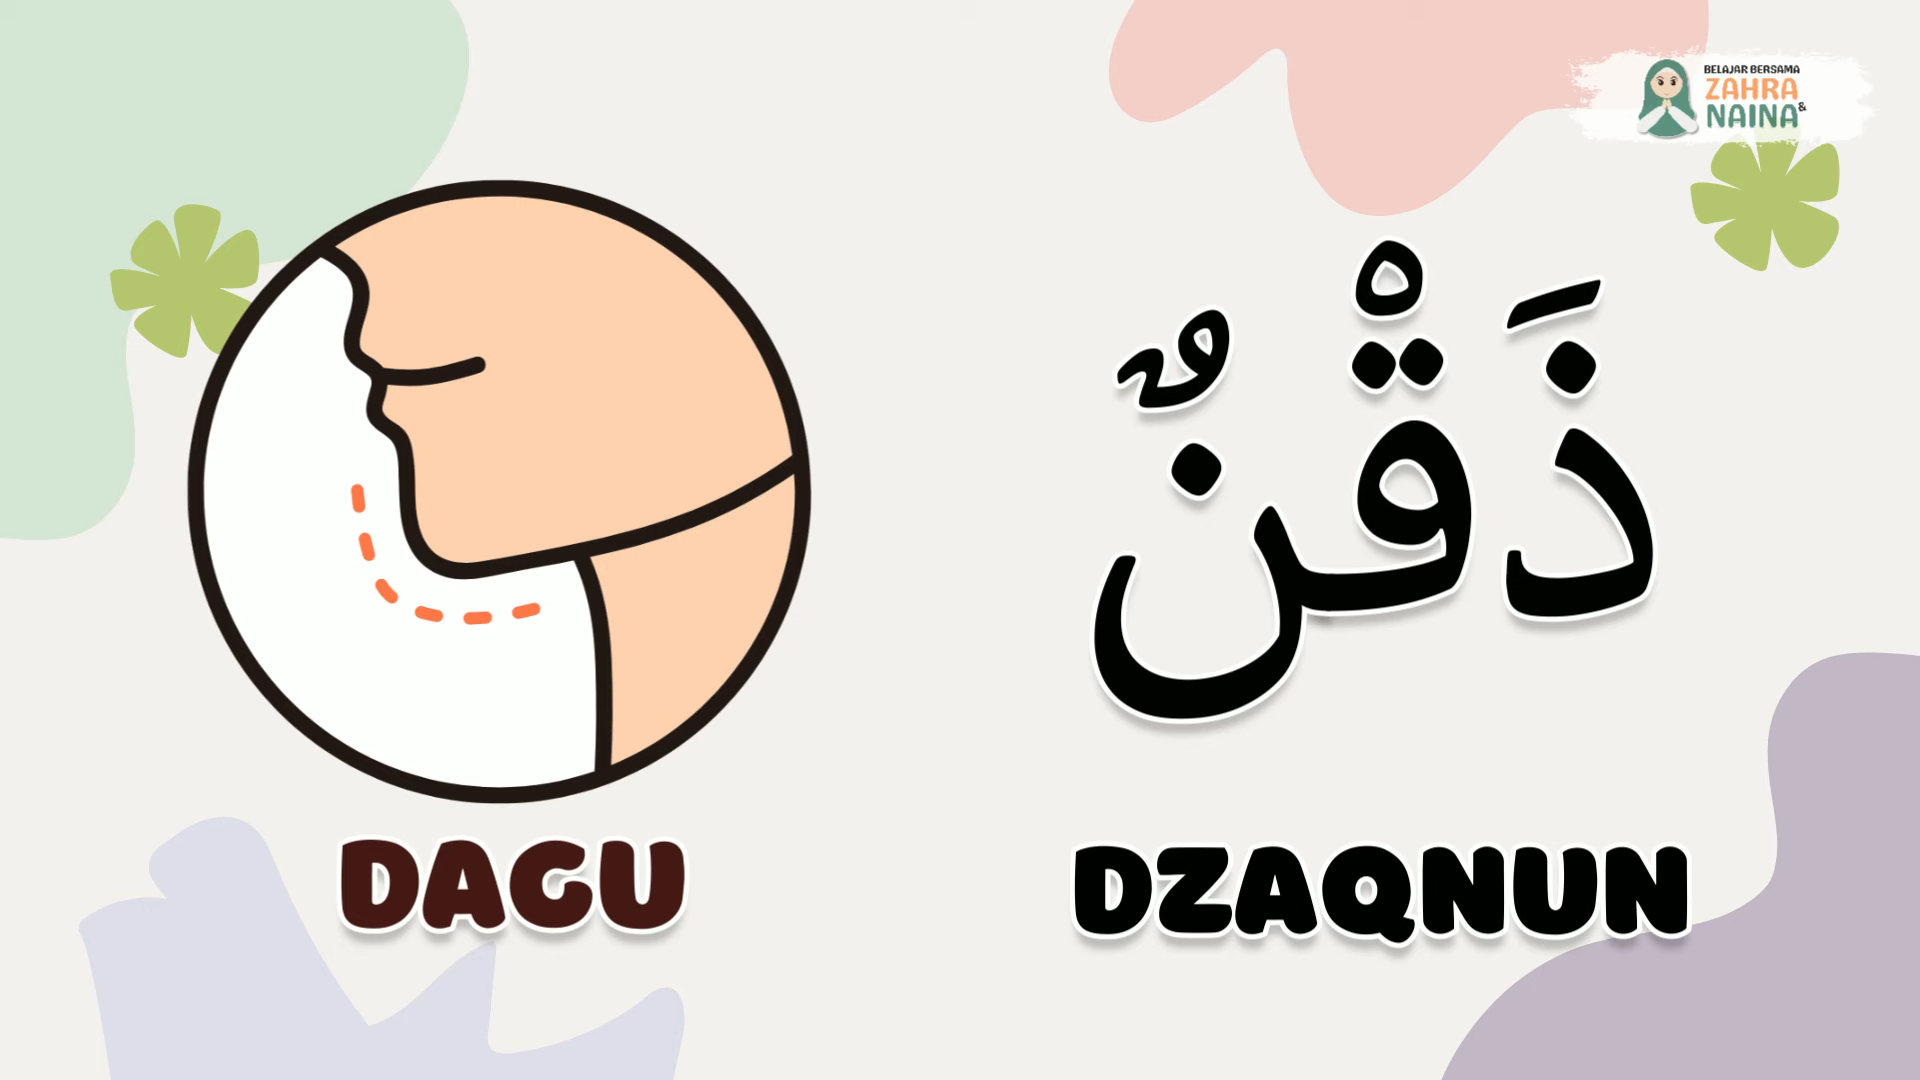 BELAJAR BERSAMA
ZAHRA
& NAINA
ذَقْنٌ
DAGU
DZAQNUN